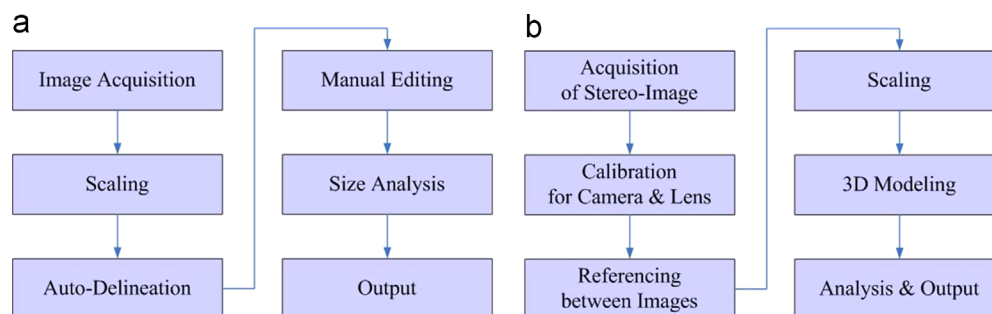 a
Image Acquisition
Scaling
Auto-Delineation
Manual Editing
Size Analysis
Output
b
Acquisition
of Stereo-Image
Calibration
for Camera & Lens
Referencing
between Images
Scaling
3D Modeling
Analysis & Output